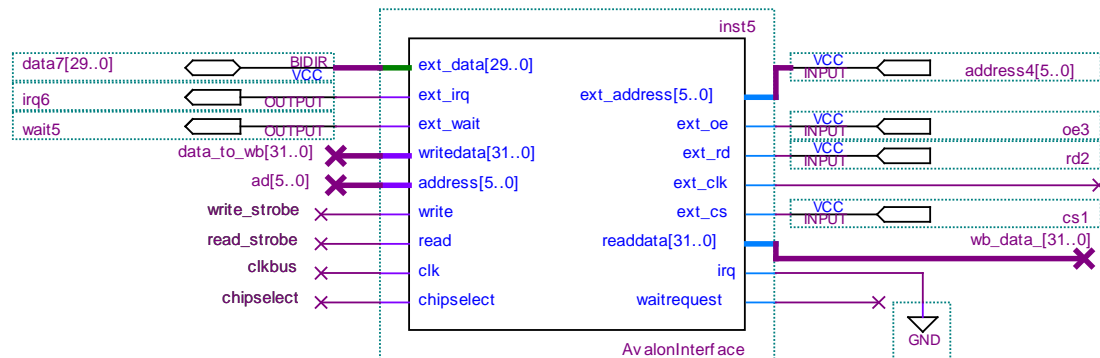 inst5
data7[29..0]
BIDIR
VCC
ext_data[29..0]
VCC
INPUT
address4[5..0]
irq6
OUTPUT
ext_irq
ext_address[5..0]
wait5
OUTPUT
ext_wait
ext_oe
VCC
INPUT
oe3
data_to_wb[31..0]
writedata[31..0]
ext_rd
VCC
INPUT
rd2
ad[5..0]
address[5..0]
ext_clk
write_strobe
write
ext_cs
VCC
INPUT
cs1
read_strobe
read
readdata[31..0]
wb_data_[31..0]
clkbus
clk
irq
chipselect
chipselect
waitrequest
GND
AvalonInterface